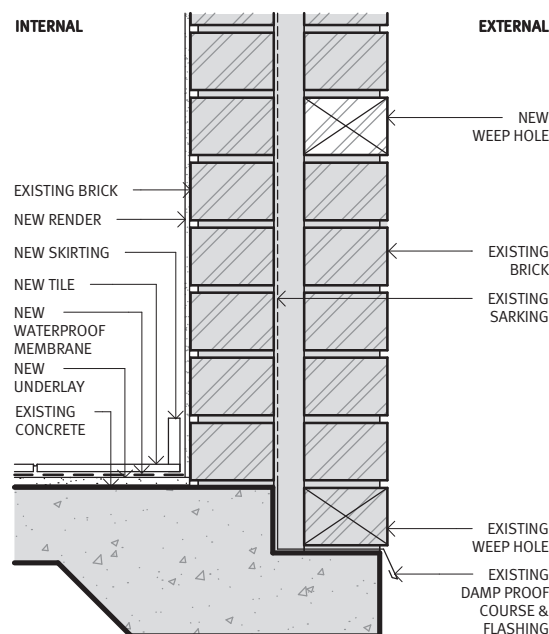 INTERNAL
EXTERNAL
NEW
WEEP HOLE
EXISTING BRICK
NEW RENDER
NEW SKIRTING
NEW TILE
NEW
WATERPROOF
MEMBRANE
NEW
UNDERLAY
EXISTING
CONCRETE
EXISTING
BRICK
EXISTING
SARKING
EXISTING
WEEP HOLE
EXISTING
DAMP PROOF
COURSE &
FLASHING